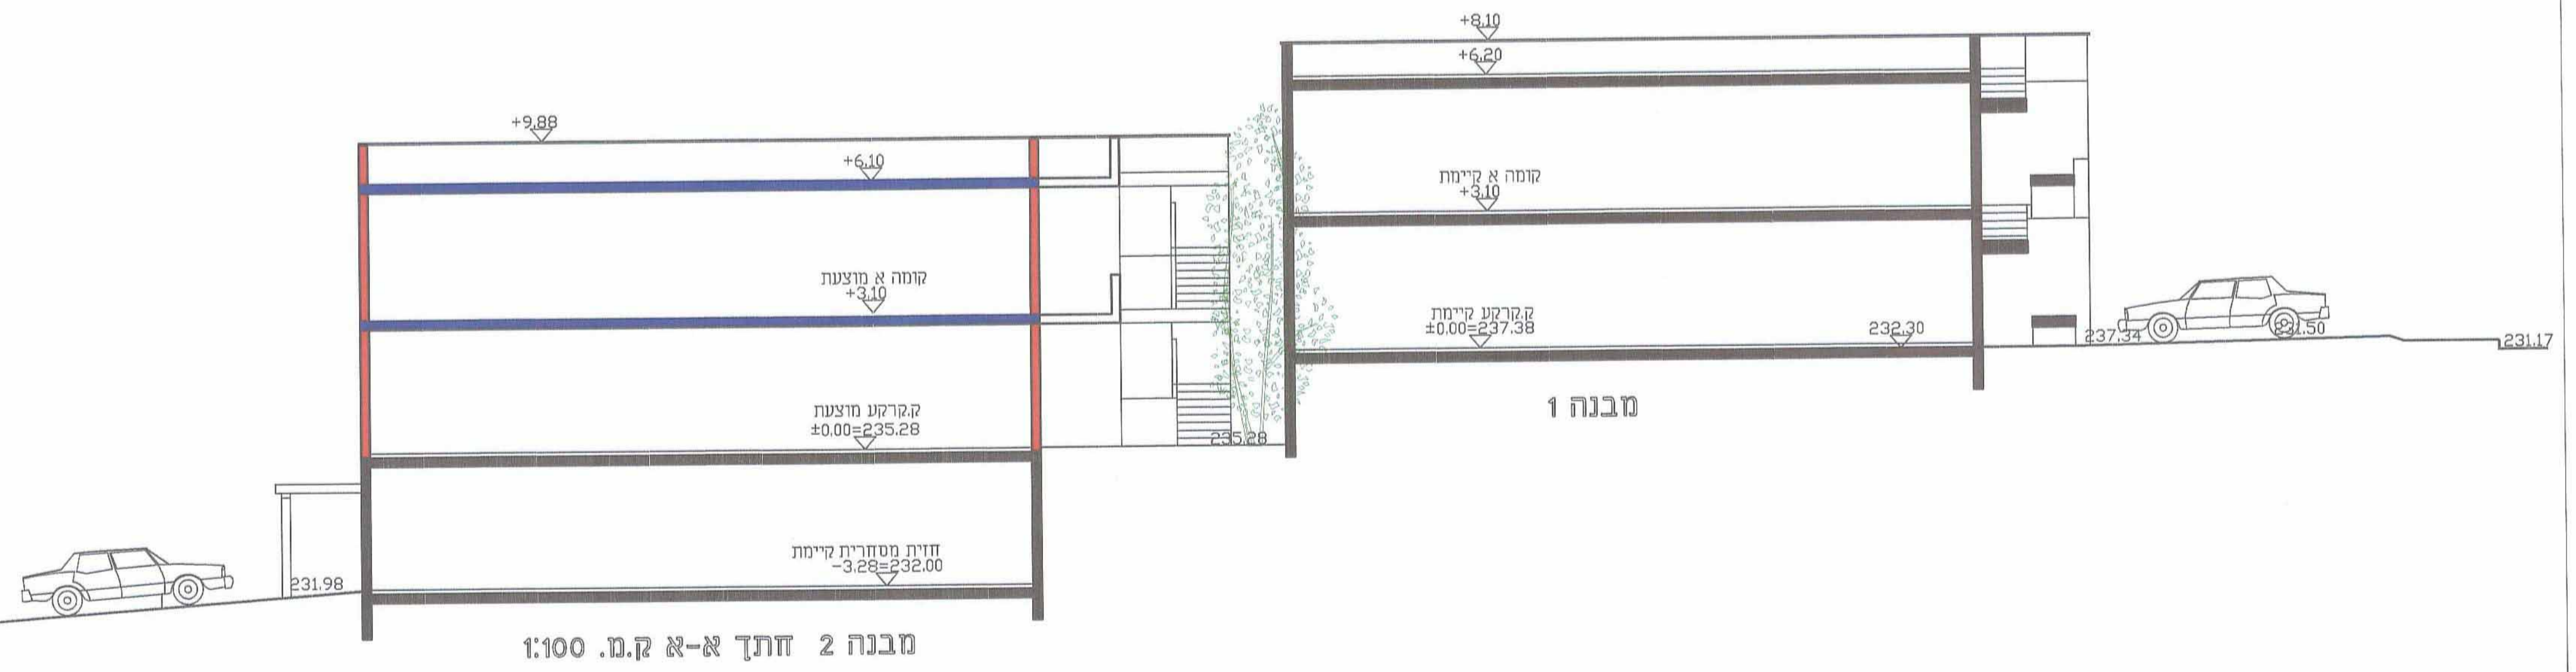 +8.10
+6.20
+9.88
+6.10
קומה א קיימת
+3.10
קומה א מוצעת
+3.10
ק.קרקע קיימת
±0.00=237.38
232.30
237.34
231.50
231.17
מבנה 1
ק.קרקע מוצעת
±0.00=235.28
235.28
חזית מסחרית קיימת
-3.28=232.00
231.98
מבנה 2 חתך א-א ק.מ. 1:100